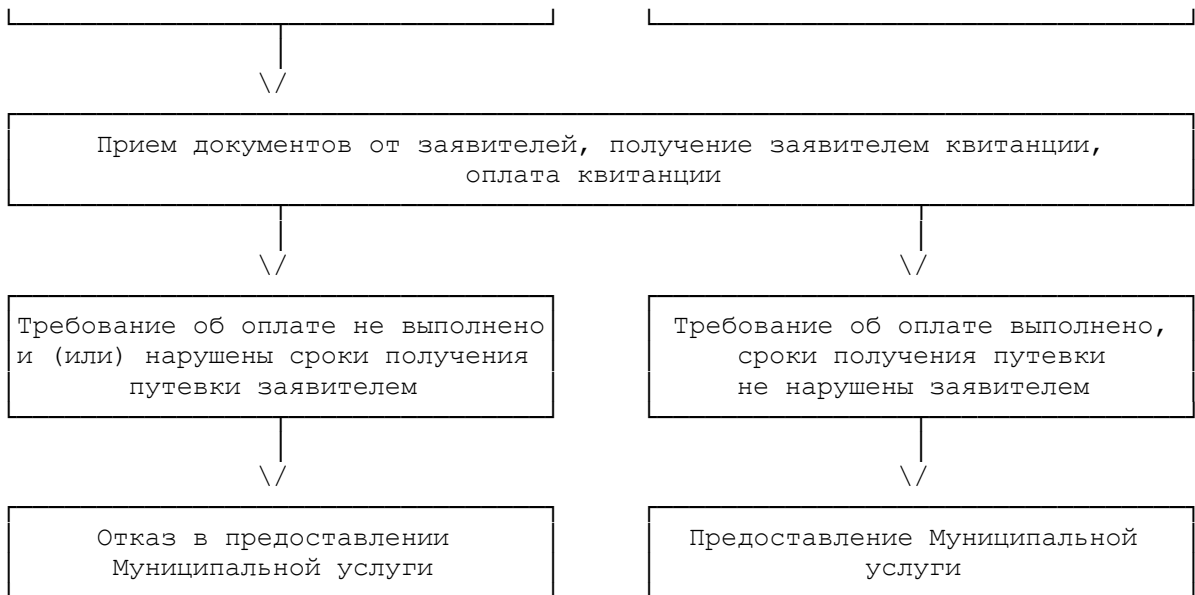 Прием документов от заявителей, получение заявителем квитанции,
оплата квитанции
Требование об оплате не выполнено
и (или) нарушены сроки получения
путевки заявителем
Требование об оплате выполнено,
сроки получения путевки
не нарушены заявителем
Отказ в предоставлении
Муниципальной услуги
Предоставление Муниципальной
услуги